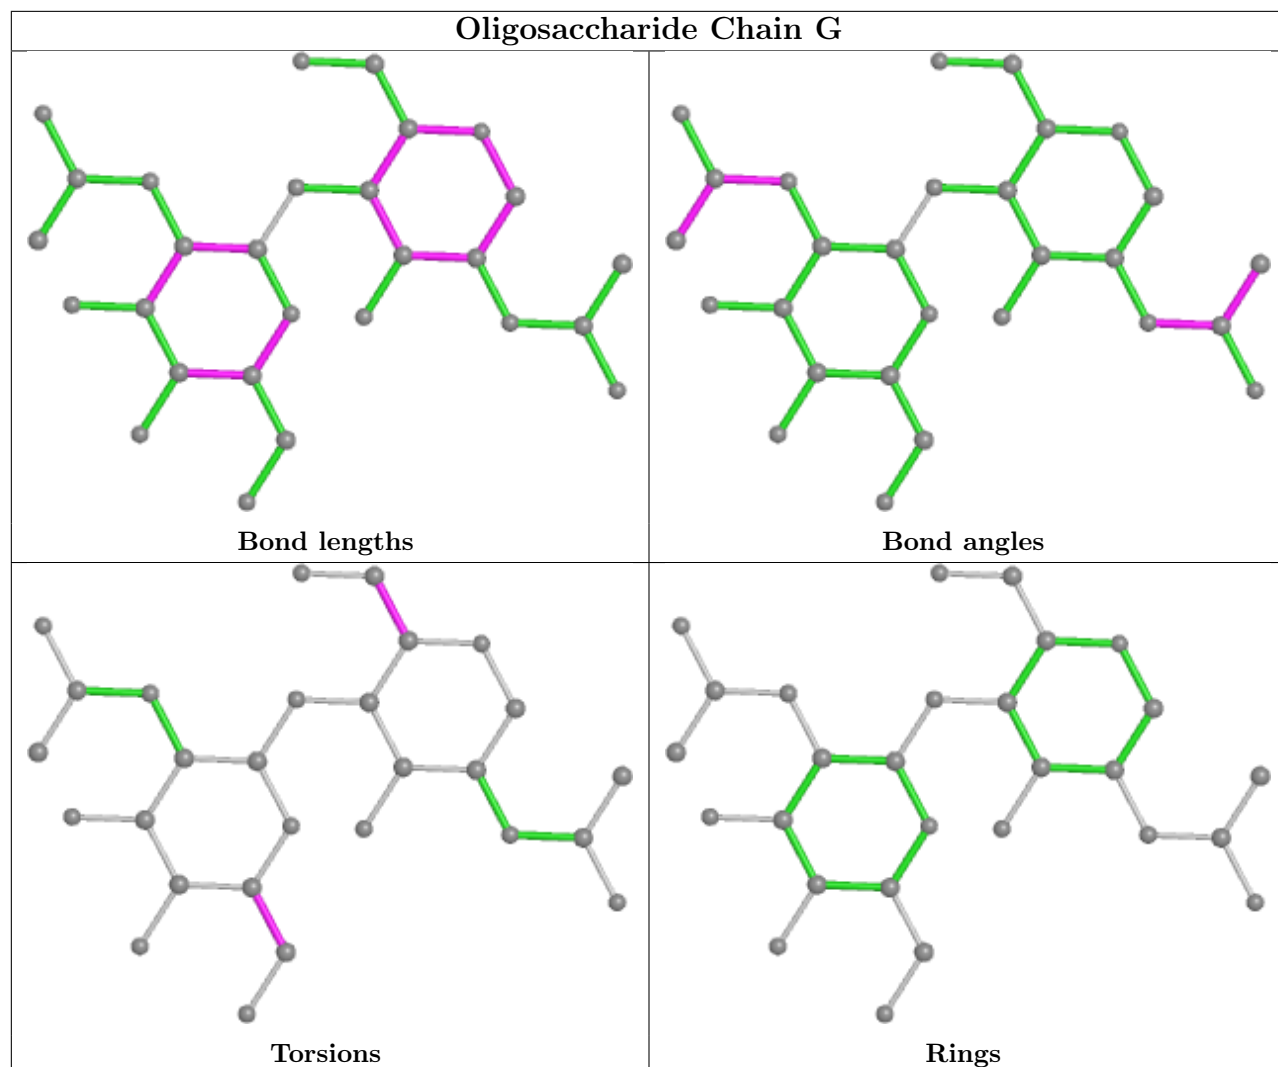 Oligosaccharide Chain G
Bond lengths
Bond angles
Torsions
Rings